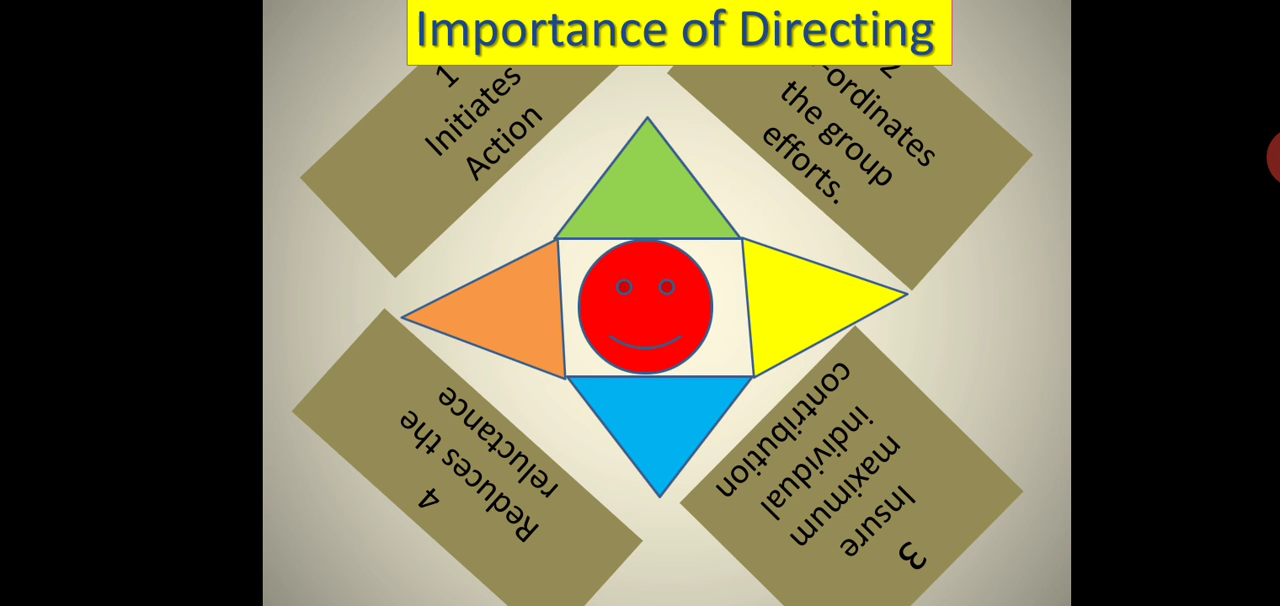 Importance of Directing
1
Initiates
Action
2
-ordinates
the group
efforts.
3
Insure
maximum
individual
contribution
4
Reduces the
reluctance